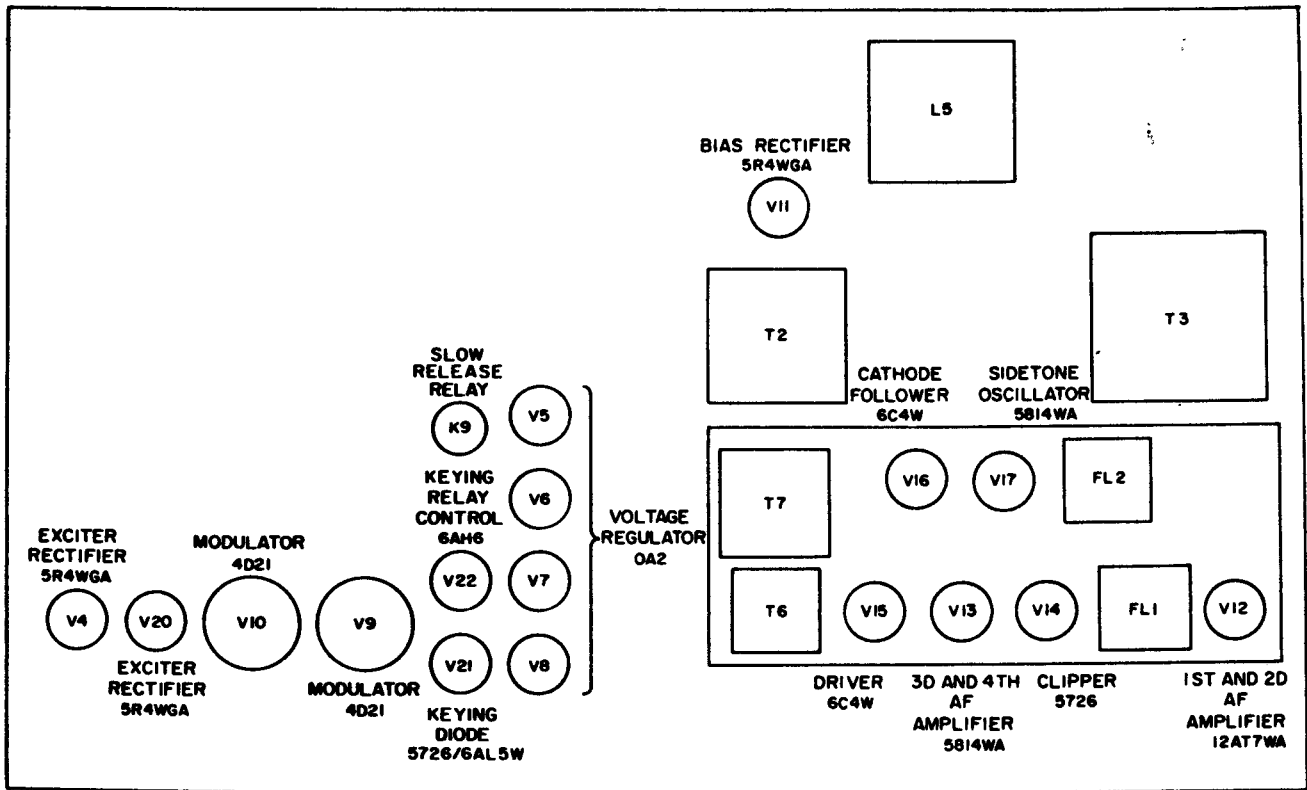 L5
BIAS RECTIFIER
5R4WGA
V11
T2
T3
SLOW
RELEASE
RELAY
K9
V5
CATHODE
FOLLOWER
6C4W
SIDETONE
OSCILLATOR
5814WA
KEYING
RELAY
CONTROL
6AH6
V6
VOLTAGE
REGULATOR
OA2
T7
V16
V17
FL2
EXCITER
RECTIFIER
5R4WGA
MODULATOR
4D21
V4
V20
V10
V9
V22
V7
T6
V15
V13
V14
FL1
V12
V21
V8
EXCITER
RECTIFIER
5R4WGA
MODULATOR
4D21
KEYING
DIODE
5726/6AL5W
DRIVER
6C4W
3D AND 4TH
AF
AMPLIFIER
5814WA
CLIPPER
5726
1ST AND 2D
AF
AMPLIFIER
12AT7WA